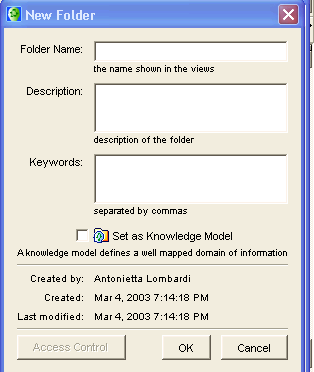 New Folder
Folder Name:
the name shown in the views
Description:
description of the folder
Keywords:
separated by commas
Set as Knowledge Model
A knowledge model defines a well mapped domain of information
Created by: Antonietta Lombardi
Created: Mar 4, 2003 7:14:18 PM
Last modified: Mar 4, 2003 7:14:18 PM
Access Control OK Cancel